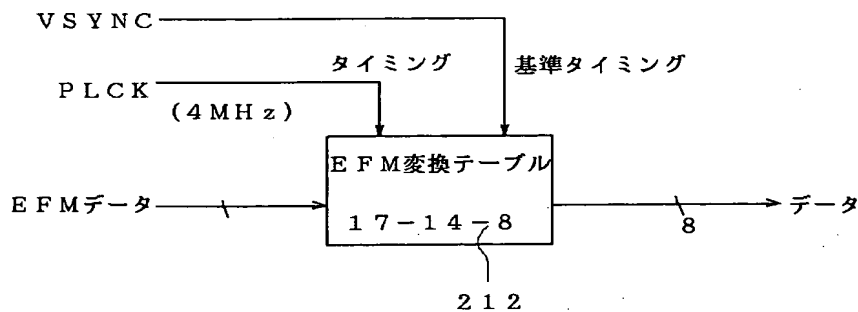 ＶＳＹＮＣ
タイミング
基準タイミング
ＰＬＣＫ
（４ＭＨｚ）
ＥＦＭ変換テーブル
ＥＦＭデータ
１７－１４－８
８
データ
２１２